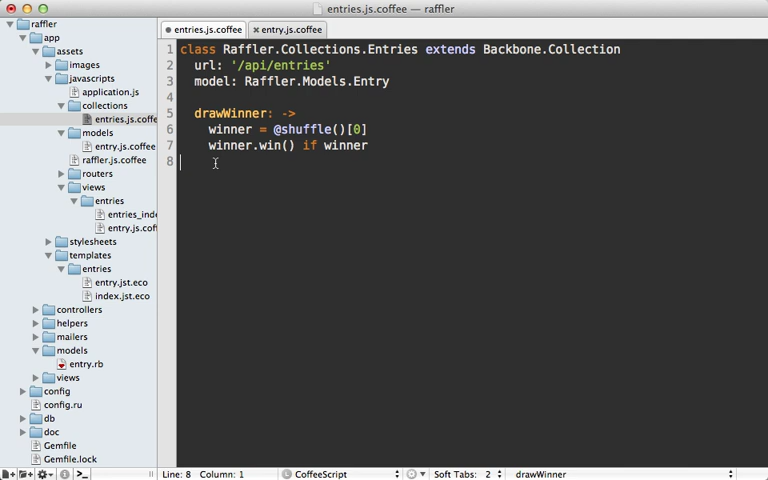 entries.js.coffee — raffler
raffler
app
assets
images
javascripts
application.js
collections
entries.js.coffe
models
entry.js.coffee
raffler.js.coffee
routers
views
entries
entries_inde
entry.js.coff
stylesheets
templates
entries
entry.jst.eco
index.jst.eco
controllers
helpers
mailers
models
entry.rb
views
config
config.ru
db
doc
Gemfile
Gemfile.lock
entries.js.coffee
entry.js.coffee
1 class Raffler.Collections.Entries extends Backbone.Collection
2 url: '/api/entries'
3 model: Raffler.Models.Entry
4
5 drawWinner: ->
6 winner = @shuffle()[0]
7 winner.win() if winner
8
Line: 8 Column: 1 CoffeeScript Soft Tabs: 2 drawWinner